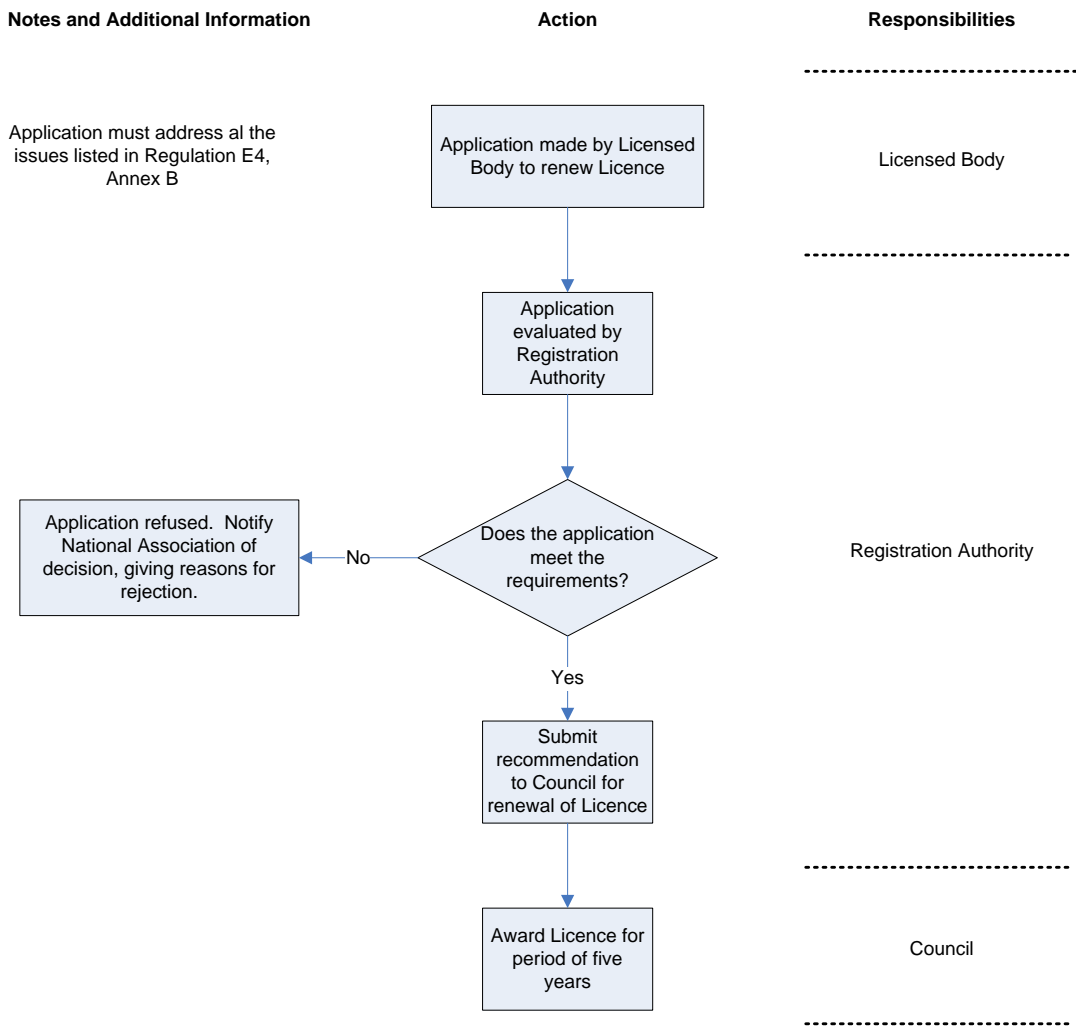 Notes and Additional Information
Action
Responsibilities
Application must address al the
issues listed in Regulation E4,
Annex B
Application made by Licensed
Body to renew Licence
Licensed Body
Application
evaluated by
Registration
Authority
Application refused.  Notify
National Association of
decision, giving reasons for
rejection.
No
Does the application
meet the
requirements?
Registration Authority
Yes
Submit
recommendation
to Council for
renewal of Licence
Award Licence for
period of five
years
Council